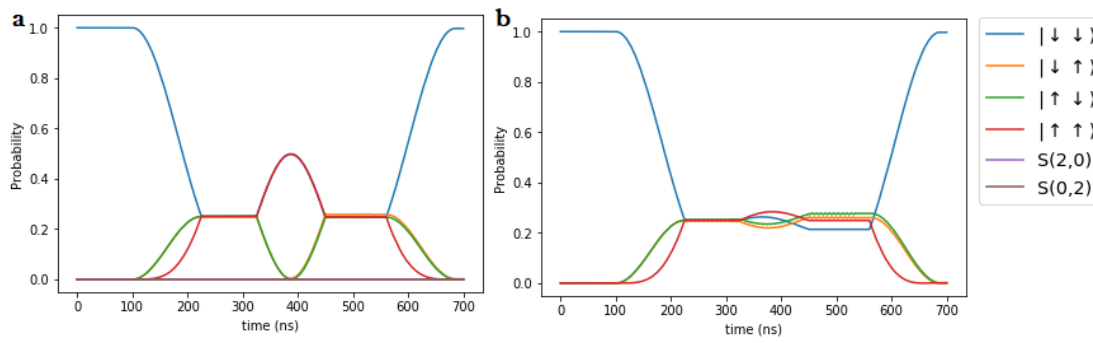 a
1.0
0.8
0.6
0.4
0.2
0.0
Probability
0 100 200 300 400 500 600 700
time (ns)
b
1.0
0.8
0.6
0.4
0.2
0.0
Probability
0 100 200 300 400 500 600 700
time (ns)
|↓ ↓⟩
|↓ ↑⟩
|↑ ↓⟩
|↑ ↑⟩
S(2,0)
S(0,2)